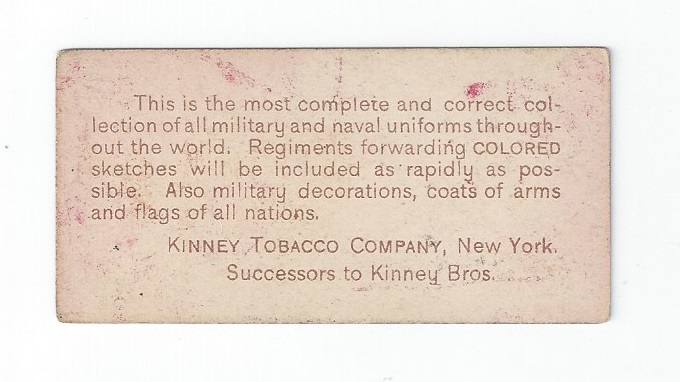 This is the most complete and correct col-
lection of all military and naval uniforms through-
out the world. Regiments forwarding COLORED
sketches will be included as rapidly as pos-
sible. Also military decorations, coats of arms
and flags of all nations.
KINNEY TOBACCO COMPANY, New York.
Successors to Kinney Bros.